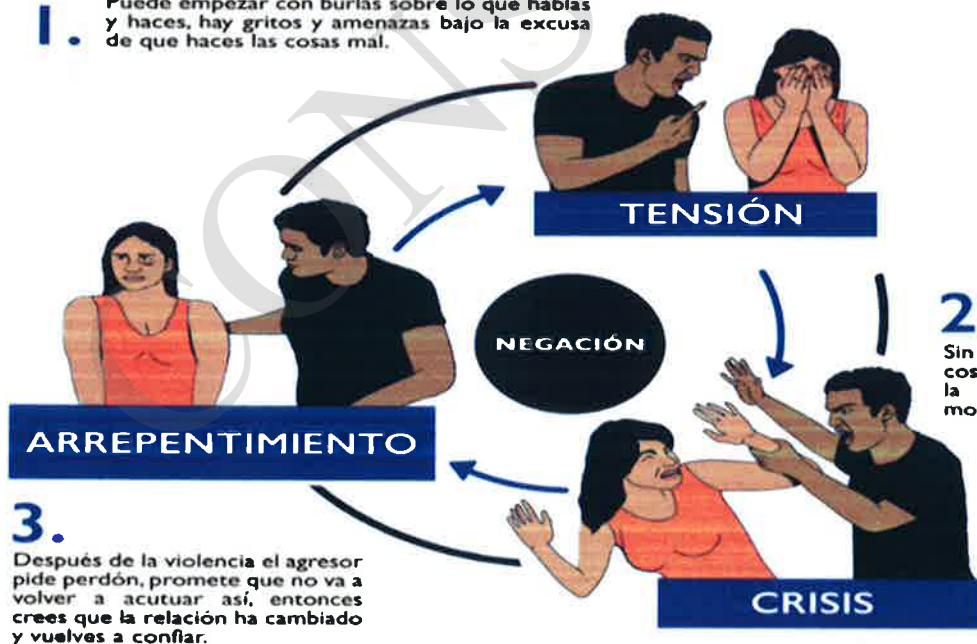 1.
Puede empezar con burlas sobre lo que hablas
y haces, hay gritos y amenazas bajo la excusa
de que haces las cosas mal.
TENSIÓN
NEGACIÓN
2
Sin
cos
la
mo
ARREPENTIMIENTO
3.
Después de la violencia el agresor
pide perdón, promete que no va a
volver a acutuar así, entonces
crees que la relación ha cambiado
y vuelves a confiar.
CRISIS
CONS